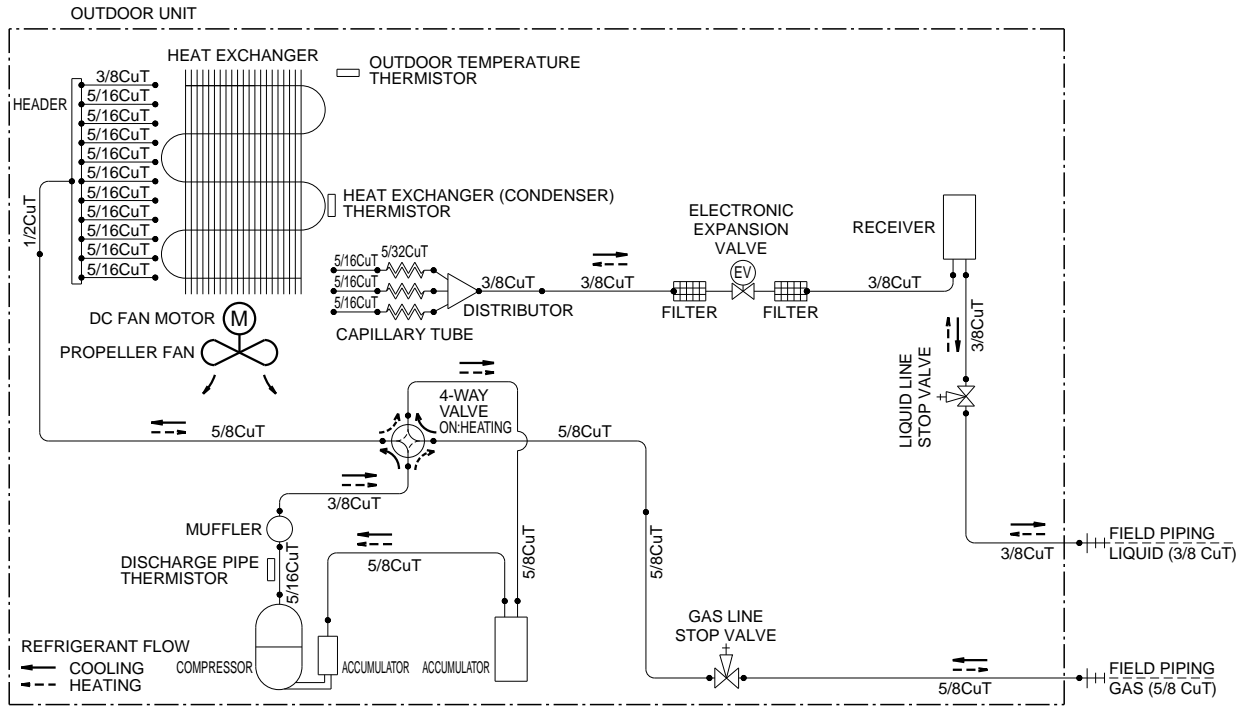 OUTDOOR UNIT
HEAT EXCHANGER
OUTDOOR TEMPERATURE
THERMISTOR
HEADER
3/8CuT
5/16CuT
5/16CuT
5/16CuT
5/16CuT
5/16CuT
5/16CuT
5/16CuT
5/16CuT
5/16CuT
5/16CuT
1/2CuT
HEAT EXCHANGER (CONDENSER)
THERMISTOR
5/16CuT
5/16CuT
5/16CuT
5/32CuT
CAPILLARY TUBE
3/8CuT
DISTRIBUTOR
3/8CuT
FILTER
ELECTRONIC
EXPANSION
VALVE
EV
FILTER
3/8CuT
RECEIVER
3/8CuT
LIQUID LINE
STOP VALVE
DC FAN MOTOR
M
PROPELLER FAN
4-WAY
VALVE
ON:HEATING
5/8CuT
5/8CuT
3/8CuT
MUFFLER
DISCHARGE PIPE
THERMISTOR
5/16CuT
5/8CuT
5/8CuT
5/8CuT
3/8CuT
FIELD PIPING
LIQUID (3/8 CuT)
GAS LINE
STOP VALVE
REFRIGERANT FLOW
COOLING
HEATING
COMPRESSOR
ACCUMULATOR
ACCUMULATOR
5/8CuT
FIELD PIPING
GAS (5/8 CuT)